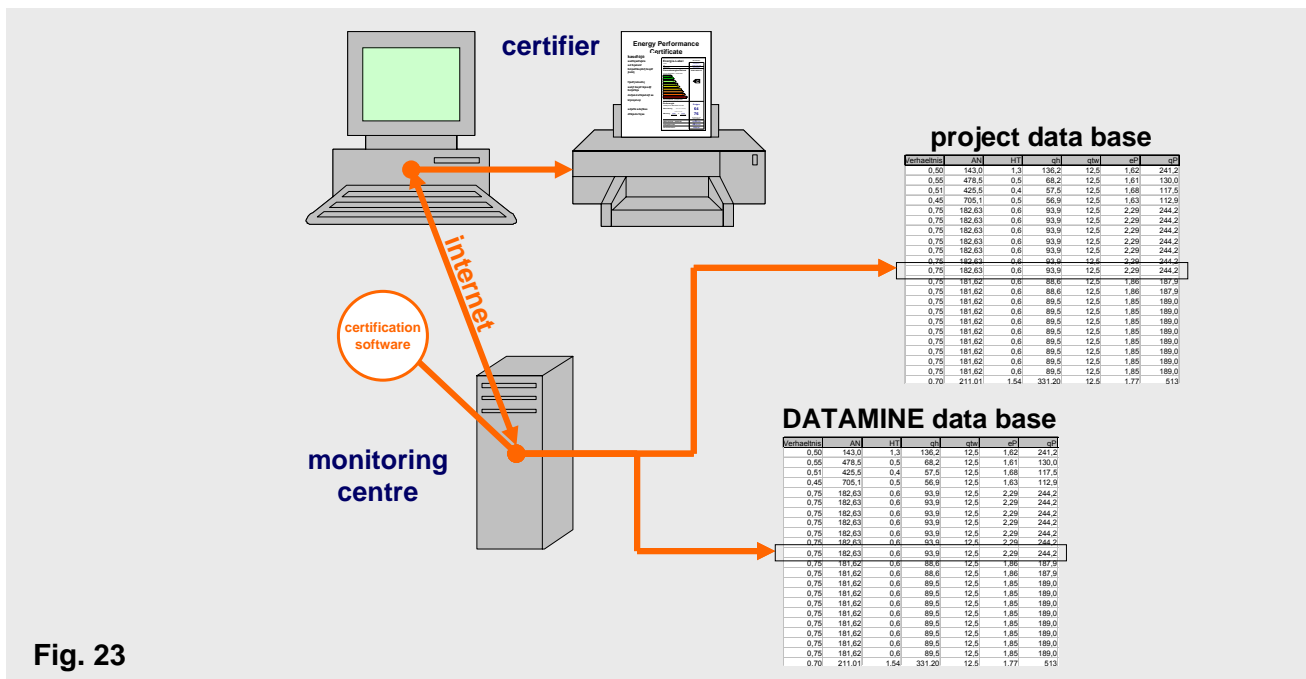 certifier
Energy Performance
Certificate
project data base
Verhaeltnis AN HT qh qtw eP qP
0,50 143,0 1,3 136,2 12,5 1,62 241,2
0,55 478,5 0,5 68,2 12,5 1,61 130,0
0,51 425,5 0,4 57,5 12,5 1,68 117,5
0,45 705,1 0,5 56,9 12,5 1,63 112,9
0,75 182,63 0,6 93,9 12,5 2,29 244,2
0,75 182,63 0,6 93,9 12,5 2,29 244,2
0,75 182,63 0,6 93,9 12,5 2,29 244,2
0,75 182,63 0,6 93,9 12,5 2,29 244,2
0,75 182,63 0,6 93,9 12,5 2,29 244,2
0,75 182,63 0,6 93,9 12,5 2,29 244,2
0,75 182,63 0,6 93,9 12,5 2,29 244,2
0,75 181,62 0,6 88,6 12,5 1,86 187,9
0,75 181,62 0,6 88,6 12,5 1,86 187,9
0,75 181,62 0,6 89,5 12,5 1,85 189,0
0,75 181,62 0,6 89,5 12,5 1,85 189,0
0,75 181,62 0,6 89,5 12,5 1,85 189,0
0,75 181,62 0,6 89,5 12,5 1,85 189,0
0,75 181,62 0,6 89,5 12,5 1,85 189,0
0,75 181,62 0,6 89,5 12,5 1,85 189,0
0,75 181,62 0,6 89,5 12,5 1,85 189,0
0,75 181,62 0,6 89,5 12,5 1,85 189,0
0,70 211,01 1,54 331,20 12,5 1,77 513
internet
certification
software
monitoring
centre
DATAMINE data base
Verhaeltnis AN HT qh qtw eP qP
0,50 143,0 1,3 136,2 12,5 1,62 241,2
0,55 478,5 0,5 68,2 12,5 1,61 130,0
0,51 425,5 0,4 57,5 12,5 1,68 117,5
0,45 705,1 0,5 56,9 12,5 1,63 112,9
0,75 182,63 0,6 93,9 12,5 2,29 244,2
0,75 182,63 0,6 93,9 12,5 2,29 244,2
0,75 182,63 0,6 93,9 12,5 2,29 244,2
0,75 182,63 0,6 93,9 12,5 2,29 244,2
0,75 182,63 0,6 93,9 12,5 2,29 244,2
0,75 182,63 0,6 93,9 12,5 2,29 244,2
0,75 182,63 0,6 93,9 12,5 2,29 244,2
0,75 181,62 0,6 88,6 12,5 1,86 187,9
0,75 181,62 0,6 88,6 12,5 1,86 187,9
0,75 181,62 0,6 89,5 12,5 1,85 189,0
0,75 181,62 0,6 89,5 12,5 1,85 189,0
0,75 181,62 0,6 89,5 12,5 1,85 189,0
0,75 181,62 0,6 89,5 12,5 1,85 189,0
0,75 181,62 0,6 89,5 12,5 1,85 189,0
0,75 181,62 0,6 89,5 12,5 1,85 189,0
0,75 181,62 0,6 89,5 12,5 1,85 189,0
0,75 181,62 0,6 89,5 12,5 1,85 189,0
0,70 211,01 1,54 331,20 12,5 1,77 513
Fig. 23